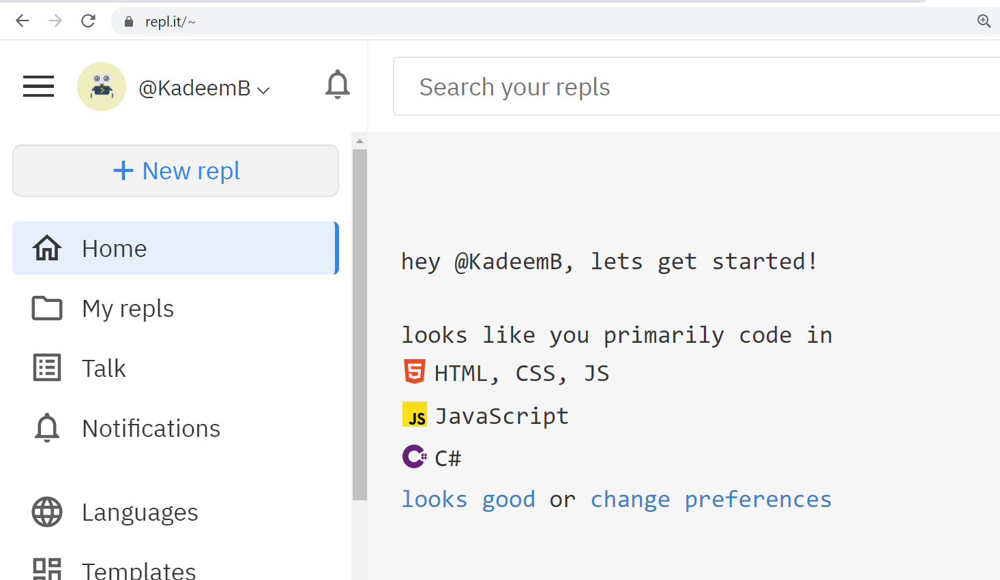 repl.it/~
@KadeemB
Search your repls
+ New repl
Home
My repls
Talk
Notifications
Languages
Templates
hey @KadeemB, lets get started!
looks like you primarily code in
5 HTML, CSS, JS
JS JavaScript
C# C#
looks good or change preferences